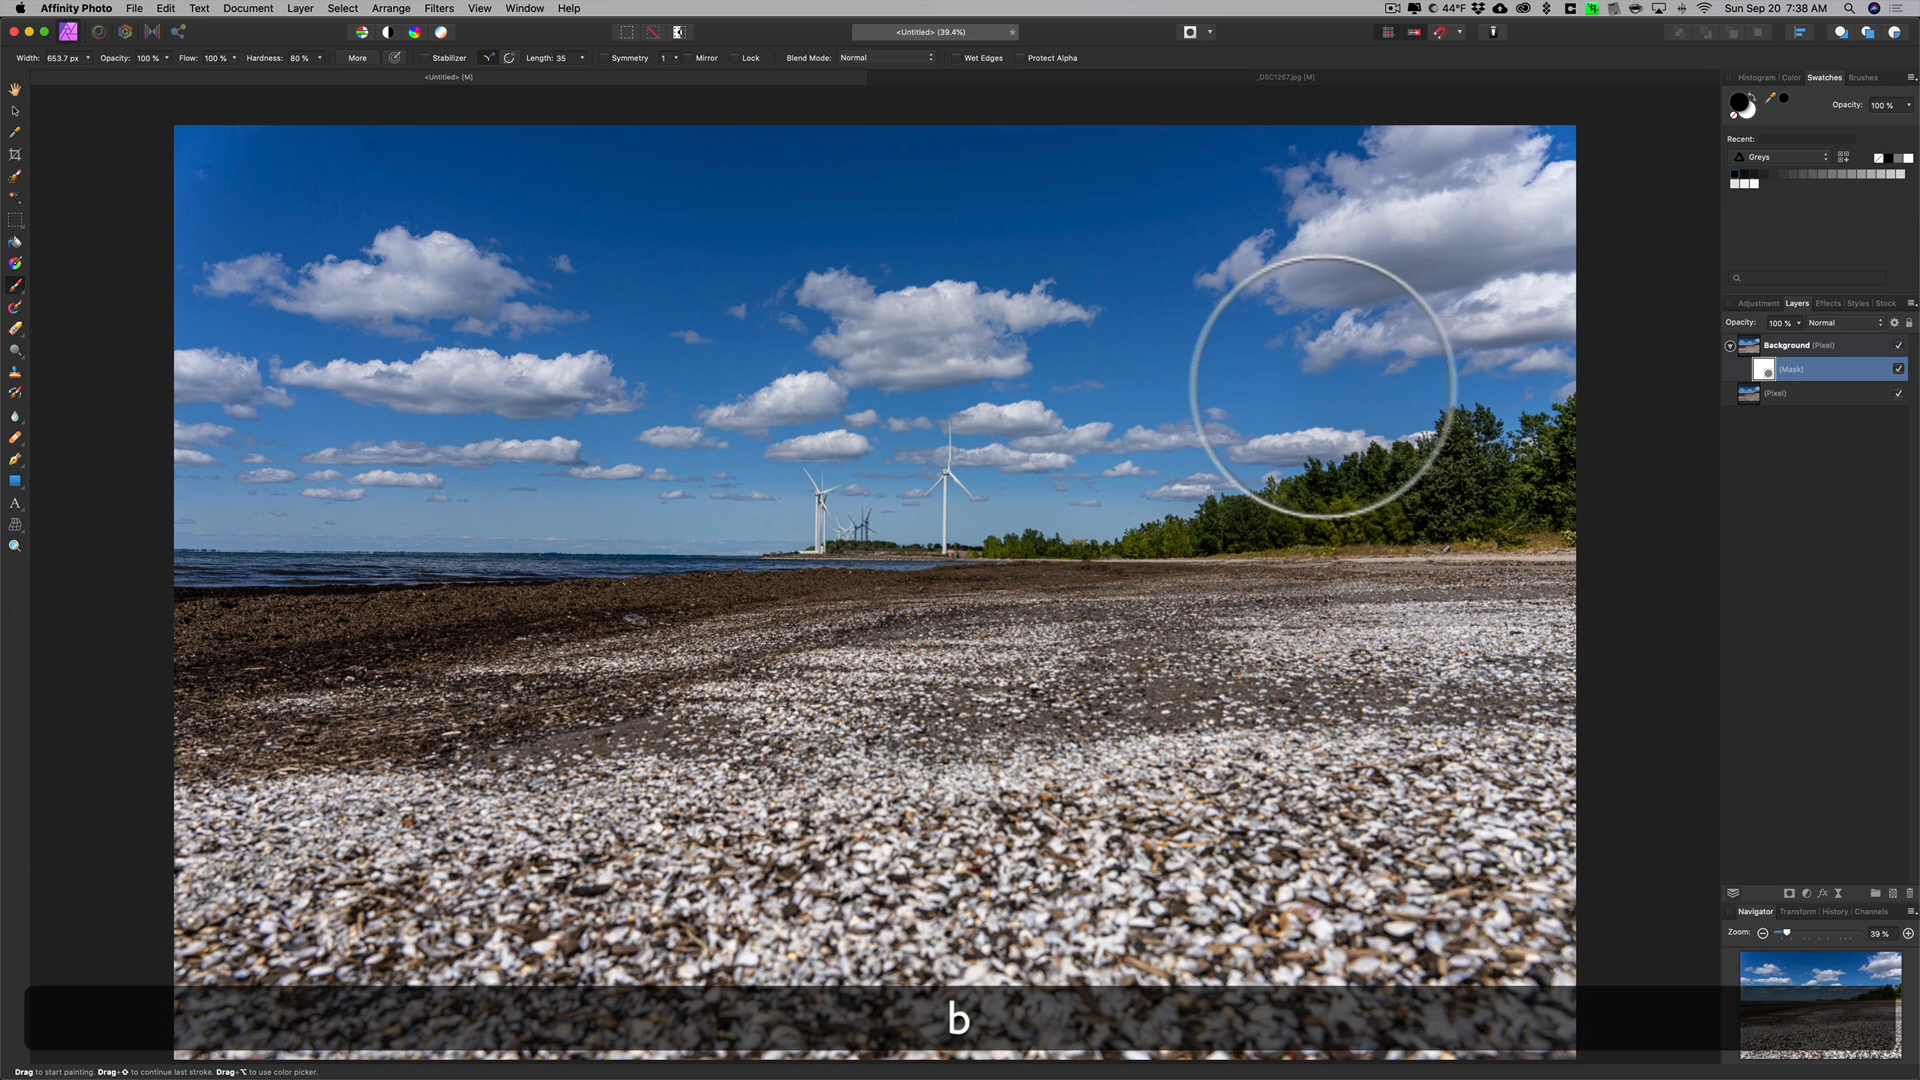 Affinity Photo File Edit Text Document Layer Select Arrange Filters View Window Help 44°F Sun Sep 20 7:38 AM
<Untitled> (39.4%)
Width: 653.7 px Opacity: 100 % Flow: 100 % Hardness: 80 % More Stabilizer Length: 35 Symmetry 1 Mirror Lock Blend Mode: Normal Wet Edges Protect Alpha
<Untitled> [M] _DSC1267.jpg [M]
Histogram Color Swatches Brushes
Opacity: 100 %
Recent:
Greys
Adjustment Layers Effects Styles Stock
Opacity: 100 % Normal
Background (Pixel)
(Mask)
(Pixel)
Navigator Transform History Channels
Zoom: 39 %
b
Drag to start painting. Drag+⇧ to continue last stroke. Drag+⌥ to use color picker.